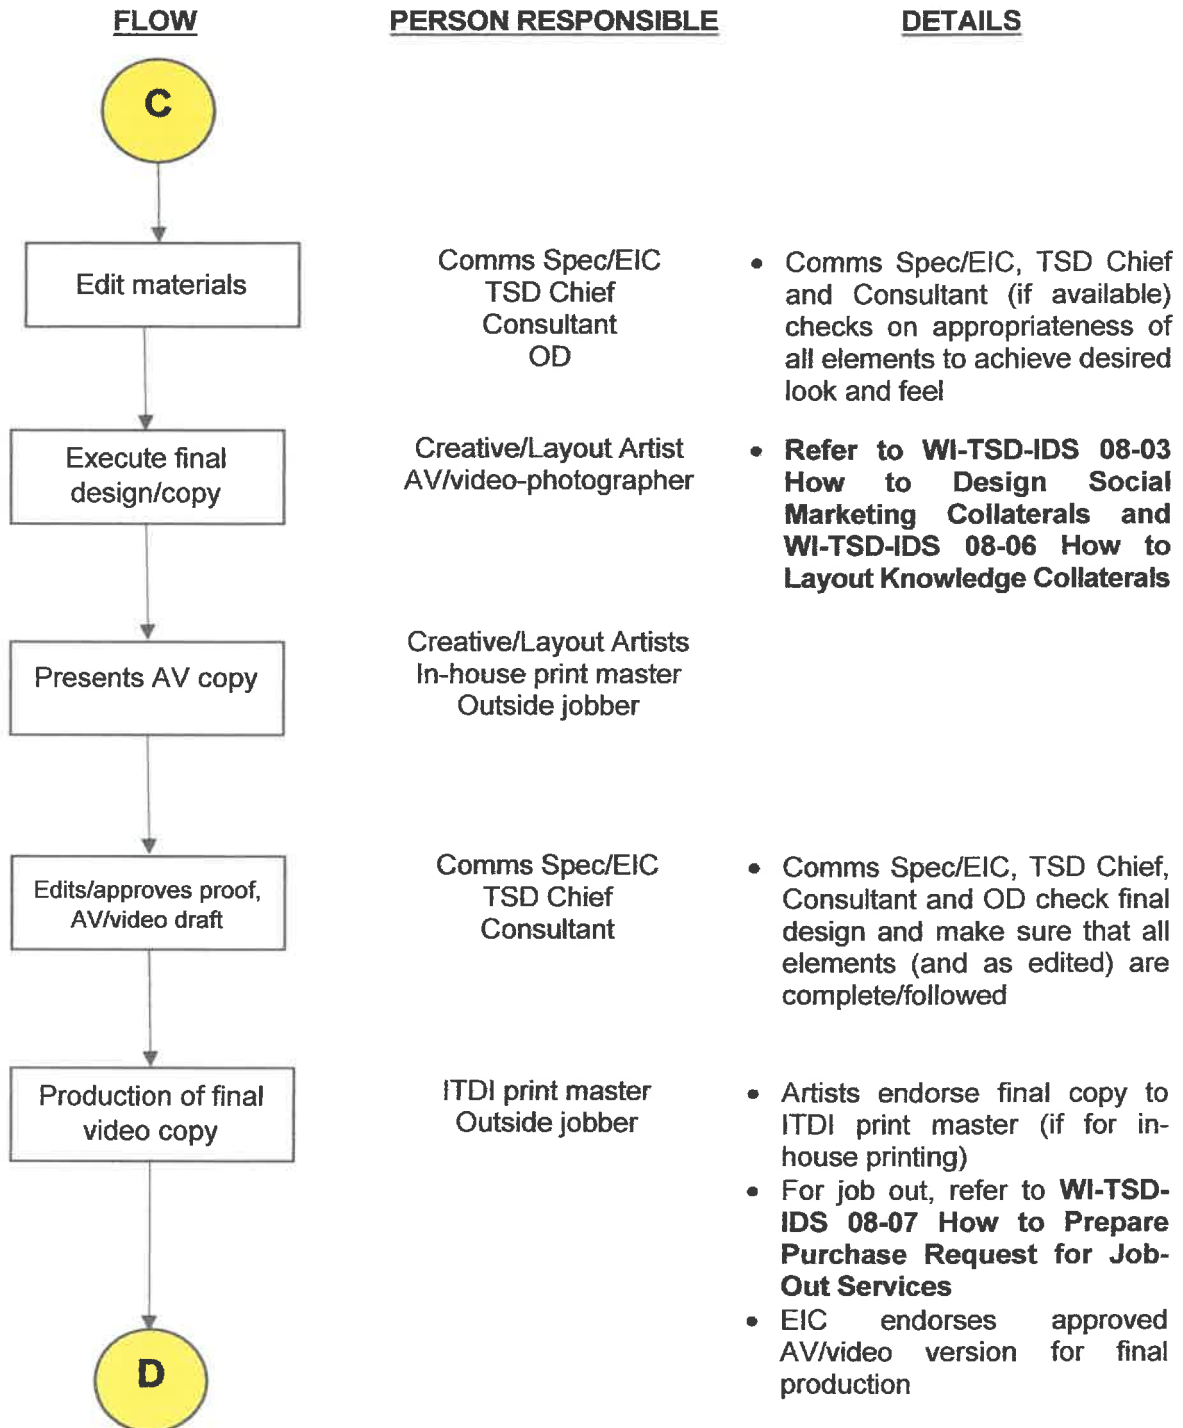 FLOW PERSON RESPONSIBLE DETAILS
C
Edit materials
Comms Spec/EIC
TSD Chief
Consultant
OD
• Comms Spec/EIC, TSD Chief
and Consultant (if available)
checks on appropriateness of
all elements to achieve desired
look and feel
Execute final
design/copy
Creative/Layout Artist
AV/video-photographer
• Refer to WI-TSD-IDS 08-03
How to Design Social
Marketing Collaterals and
WI-TSD-IDS 08-06 How to
Layout Knowledge Collaterals
Presents AV copy
Creative/Layout Artists
In-house print master
Outside jobber
Edits/approves proof,
AV/video draft
Comms Spec/EIC
TSD Chief
Consultant
• Comms Spec/EIC, TSD Chief,
Consultant and OD check final
design and make sure that all
elements (and as edited) are
complete/followed
Production of final
video copy
ITDI print master
Outside jobber
• Artists endorse final copy to
ITDI print master (if for in-
house printing)
• For job out, refer to WI-TSD-
IDS 08-07 How to Prepare
Purchase Request for Job-
Out Services
• EIC endorses approved
AV/video version for final
production
D